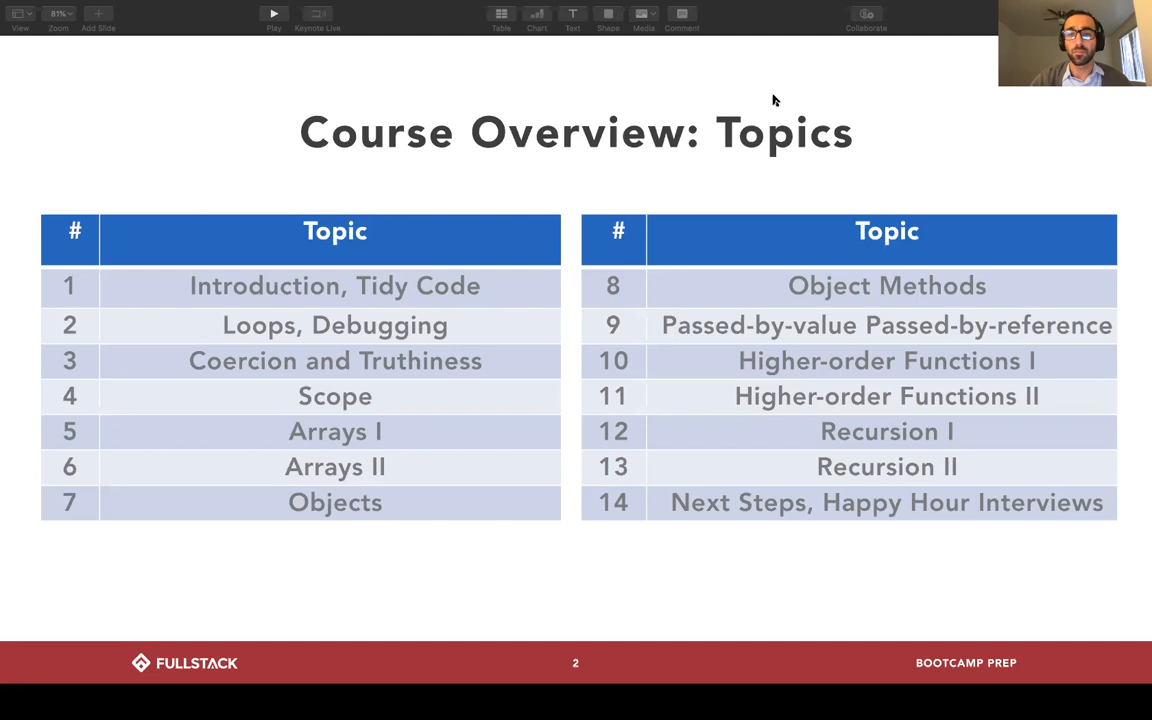 View
81%
Zoom
Add Slide
Play
Keynote Live
Table
Chart
Text
Shape
Media
Comment
Collaborate
Course Overview: Topics
# Topic
1 Introduction, Tidy Code
2 Loops, Debugging
3 Coercion and Truthiness
4 Scope
5 Arrays I
6 Arrays II
7 Objects
# Topic
8 Object Methods
9 Passed-by-value Passed-by-reference
10 Higher-order Functions I
11 Higher-order Functions II
12 Recursion I
13 Recursion II
14 Next Steps, Happy Hour Interviews
FULLSTACK
2
BOOTCAMP PREP